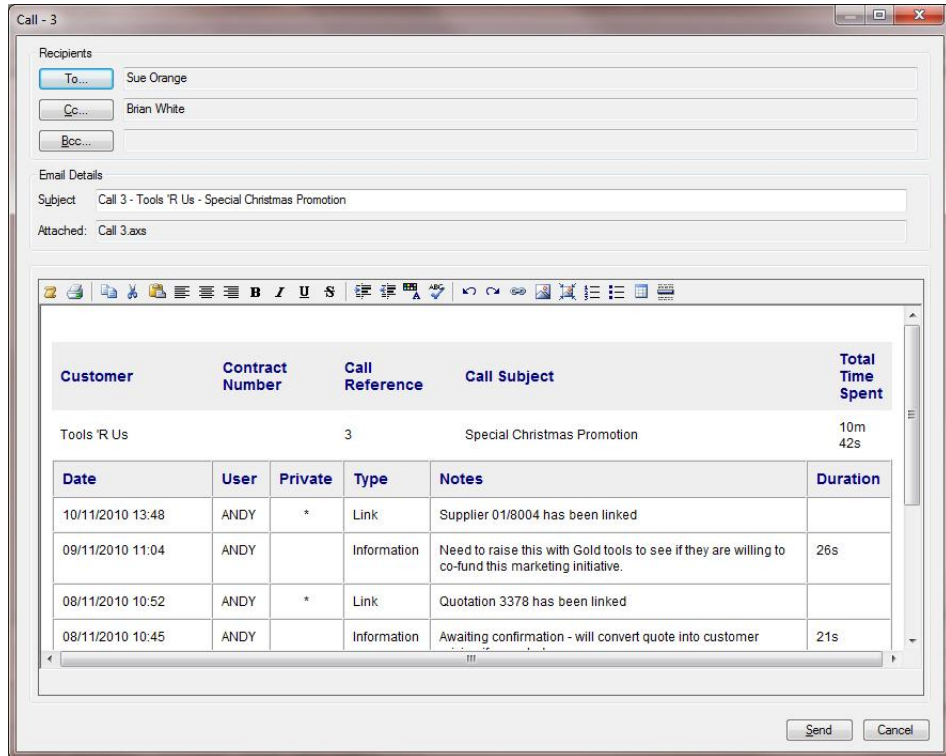 Call - 3
Recipients
To... Sue Orange
Cc... Brian White
Bcc...
Email Details
Subject Call 3 - Tools 'R Us - Special Christmas Promotion
Attached: Call 3.axs
Customer Contract Number Call Reference Call Subject Total Time Spent
Tools 'R Us 3 Special Christmas Promotion 10m 42s
Date User Private Type Notes Duration
10/11/2010 13:48 ANDY * Link Supplier 01/8004 has been linked
09/11/2010 11:04 ANDY Information Need to raise this with Gold tools to see if they are willing to 26s
co-fund this marketing initiative.
08/11/2010 10:52 ANDY * Link Quotation 3378 has been linked
08/11/2010 10:45 ANDY Information Awaiting confirmation - will convert quote into customer 21s
Send Cancel